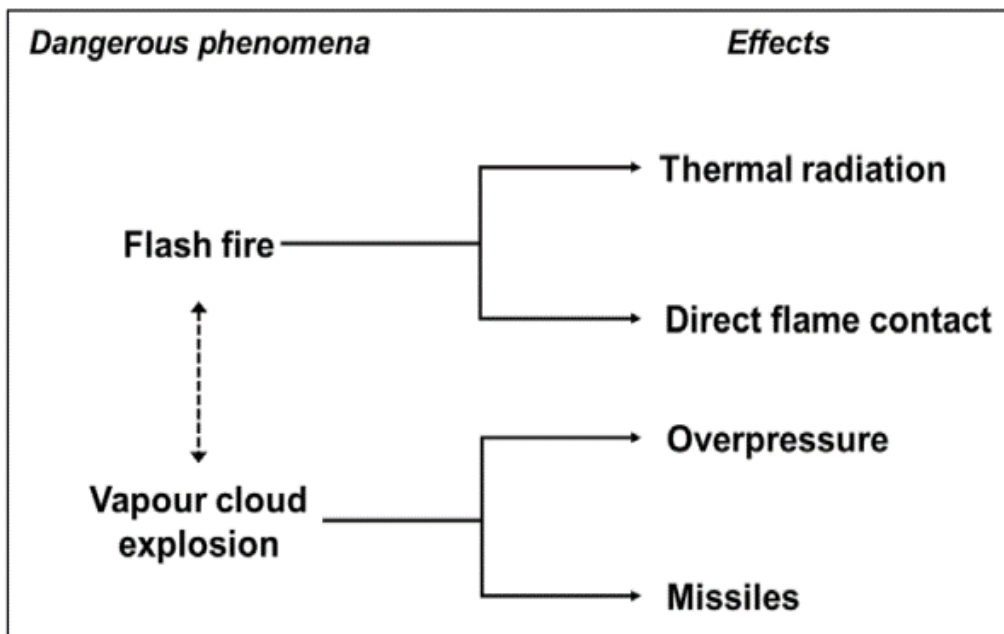 Dangerous phenomena
Effects
Thermal radiation
Flash fire
Direct flame contact
Overpressure
Vapour cloud
explosion
Missiles